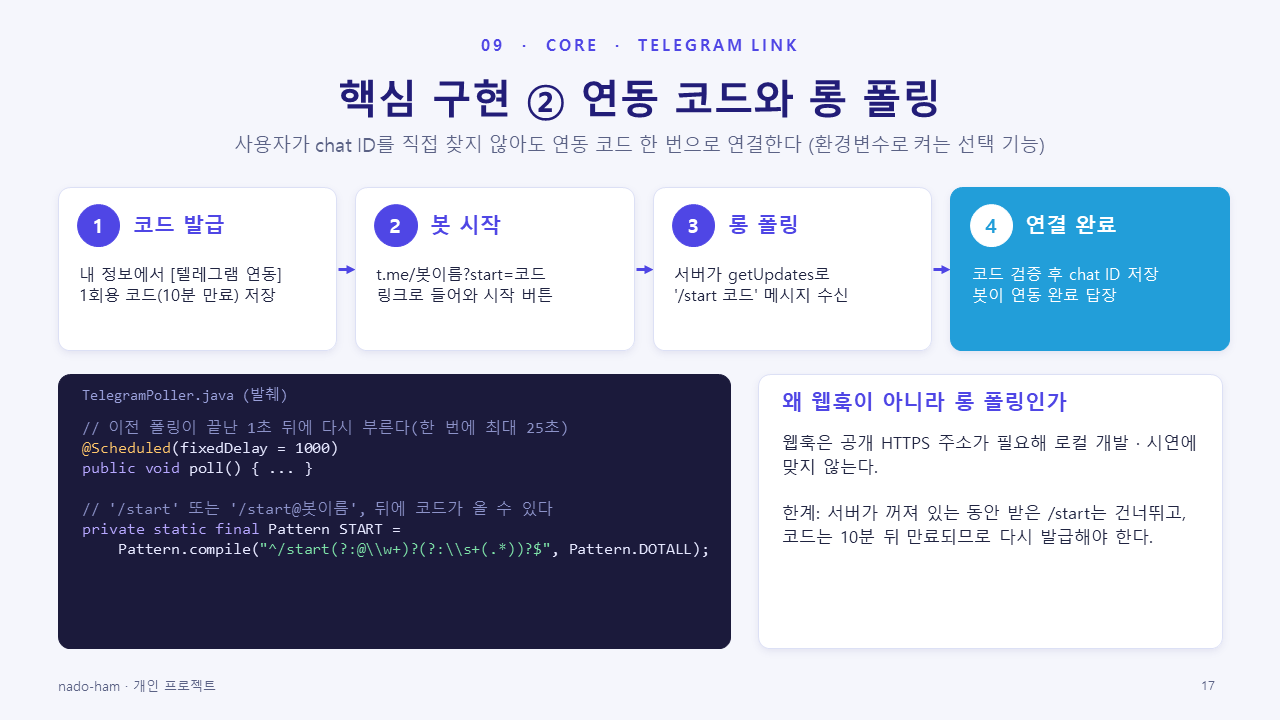 09 · CORE · TELEGRAM LINK
핵심 구현 ② 연동 코드와 롱 폴링
사용자가 chat ID를 직접 찾지 않아도 연동 코드 한 번으로 연결한다 (환경변수로 켜는 선택 기능)
1 코드 발급
내 정보에서 [텔레그램 연동]
1회용 코드(10분 만료) 저장
2 봇 시작
t.me/봇이름?start=코드
링크로 들어와 시작 버튼
3 롱 폴링
서버가 getUpdates로
'/start 코드' 메시지 수신
4 연결 완료
코드 검증 후 chat ID 저장
봇이 연동 완료 답장
TelegramPoller.java (발췌)
// 이전 폴링이 끝난 1초 뒤에 다시 부른다(한 번에 최대 25초)
@Scheduled(fixedDelay = 1000)
public void poll() { ... }
// '/start' 또는 '/start@봇이름', 뒤에 코드가 올 수 있다
private static final Pattern START =
Pattern.compile("^/start(?:@\\w+)?(?:\\s+(.*))?$", Pattern.DOTALL);
왜 웹훅이 아니라 롱 폴링인가
웹훅은 공개 HTTPS 주소가 필요해 로컬 개발 · 시연에
맞지 않는다.
한계: 서버가 꺼져 있는 동안 받은 /start는 건너뛰고,
코드는 10분 뒤 만료되므로 다시 발급해야 한다.
nado-ham · 개인 프로젝트
17